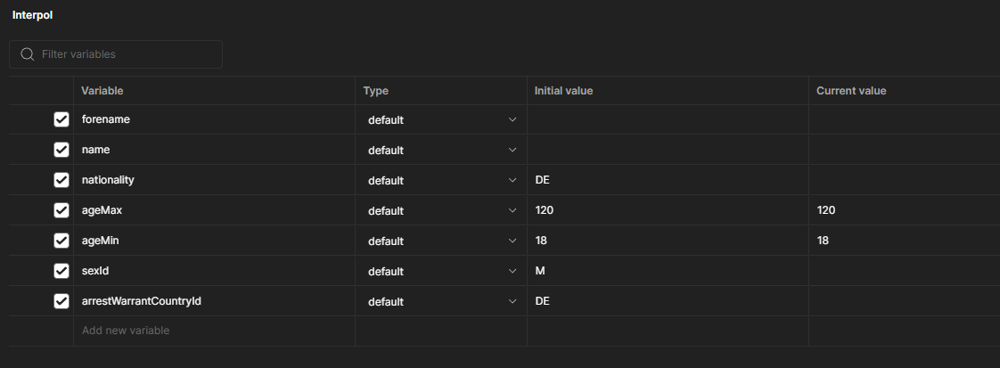 Interpol
Filter variables
Variable Type Initial value Current value
forename default
name default
nationality default DE
ageMax default 120 120
ageMin default 18 18
sexId default M
arrestWarrantCountryId default DE
Add new variable